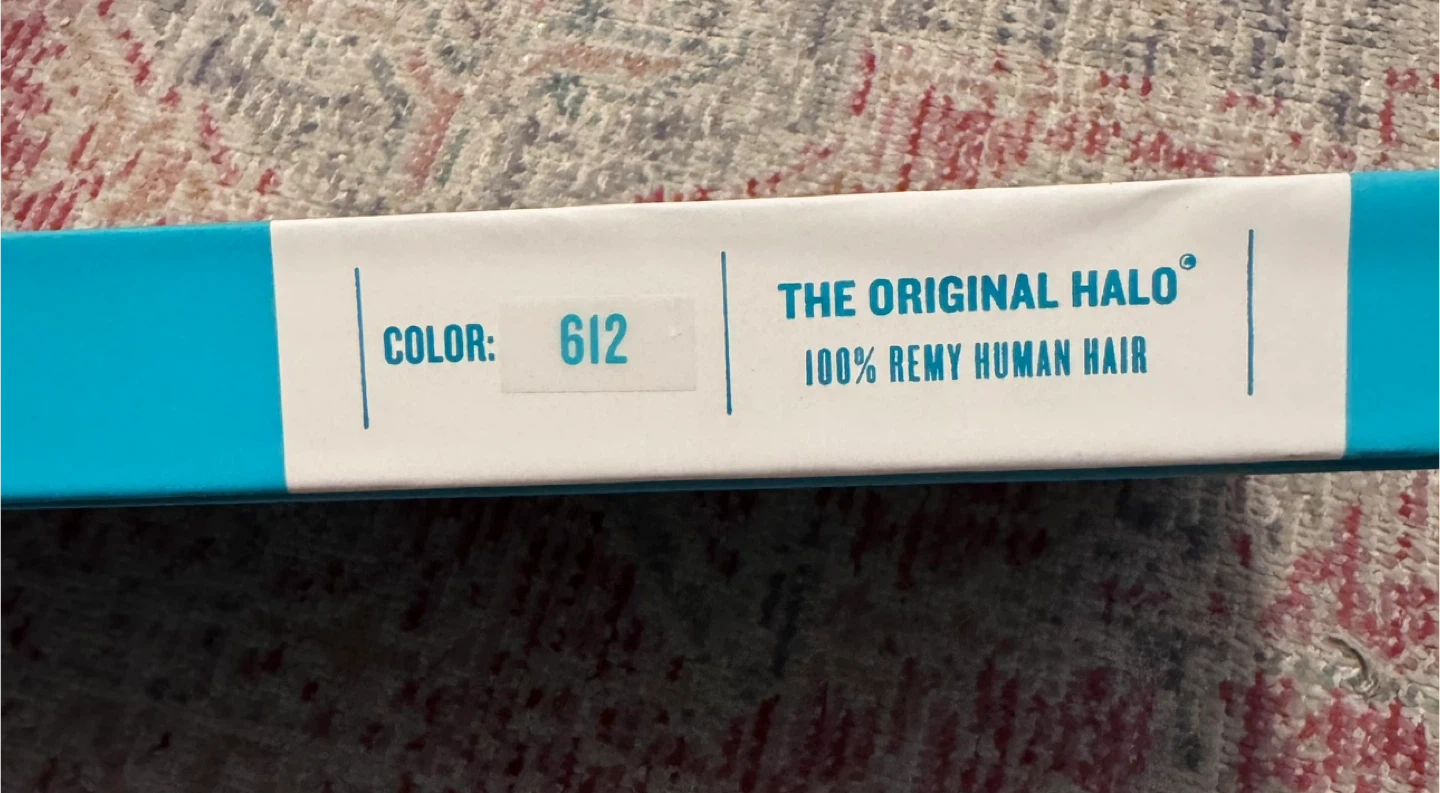 COLOR: 612
THE ORIGINAL HALO©
100% REMY HUMAN HAIR